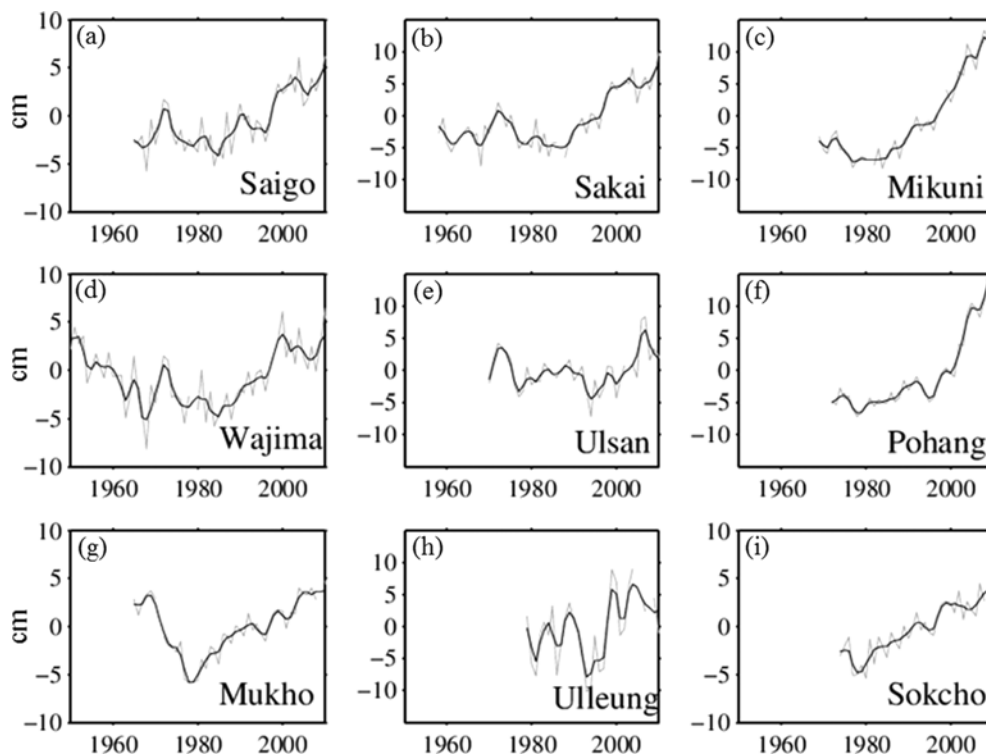 (a)
10
5
0
−5
−10
cm
Saigo
1960 1980 2000
(b)
10
5
0
−5
−10
Sakai
1960 1980 2000
(c)
10
5
0
−5
−10
Mikuni
1960 1980 2000
(d)
10
5
0
−5
−10
cm
Wajima
1960 1980 2000
(e)
10
5
0
−5
−10
Ulsan
1960 1980 2000
(f)
10
5
0
−5
−10
Pohang
1960 1980 2000
(g)
10
5
0
−5
−10
cm
Mukho
1960 1980 2000
(h)
10
5
0
−5
−10
Ulleung
1960 1980 2000
(i)
10
5
0
−5
−10
Sokcho
1960 1980 2000